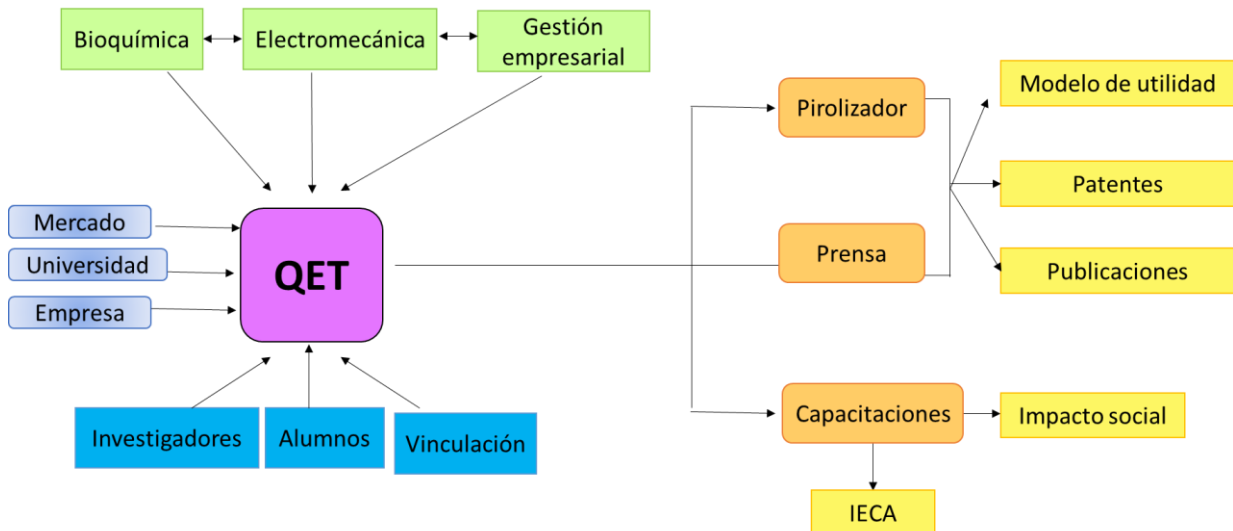 Bioquímica
Electromecánica
Gestión
empresarial
Mercado
Universidad
Empresa
QET
Investigadores
Alumnos
Vinculación
Pirolizador
Prensa
Capacitaciones
Modelo de utilidad
Patentes
Publicaciones
Impacto social
IECA